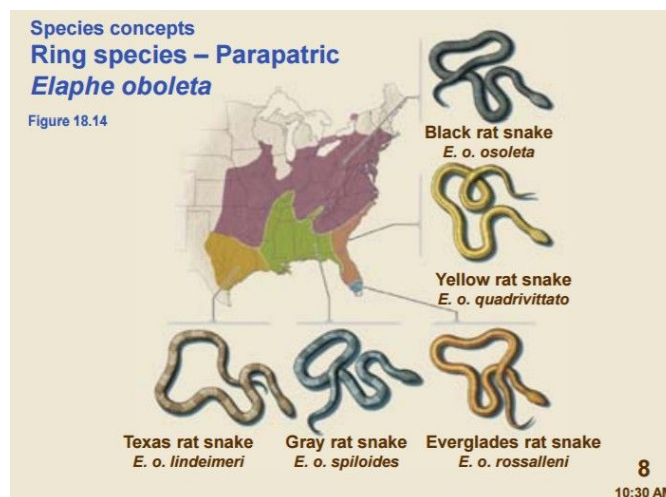 Species concepts
Ring species – Parapatric
Elaphe oboleta
Figure 18.14
Black rat snake
E. o. osoleta
Yellow rat snake
E. o. quadrivittato
Texas rat snake
E. o. lindeimeri
Gray rat snake
E. o. spiloides
Everglades rat snake
E. o. rossalleni
8
10:30 AM